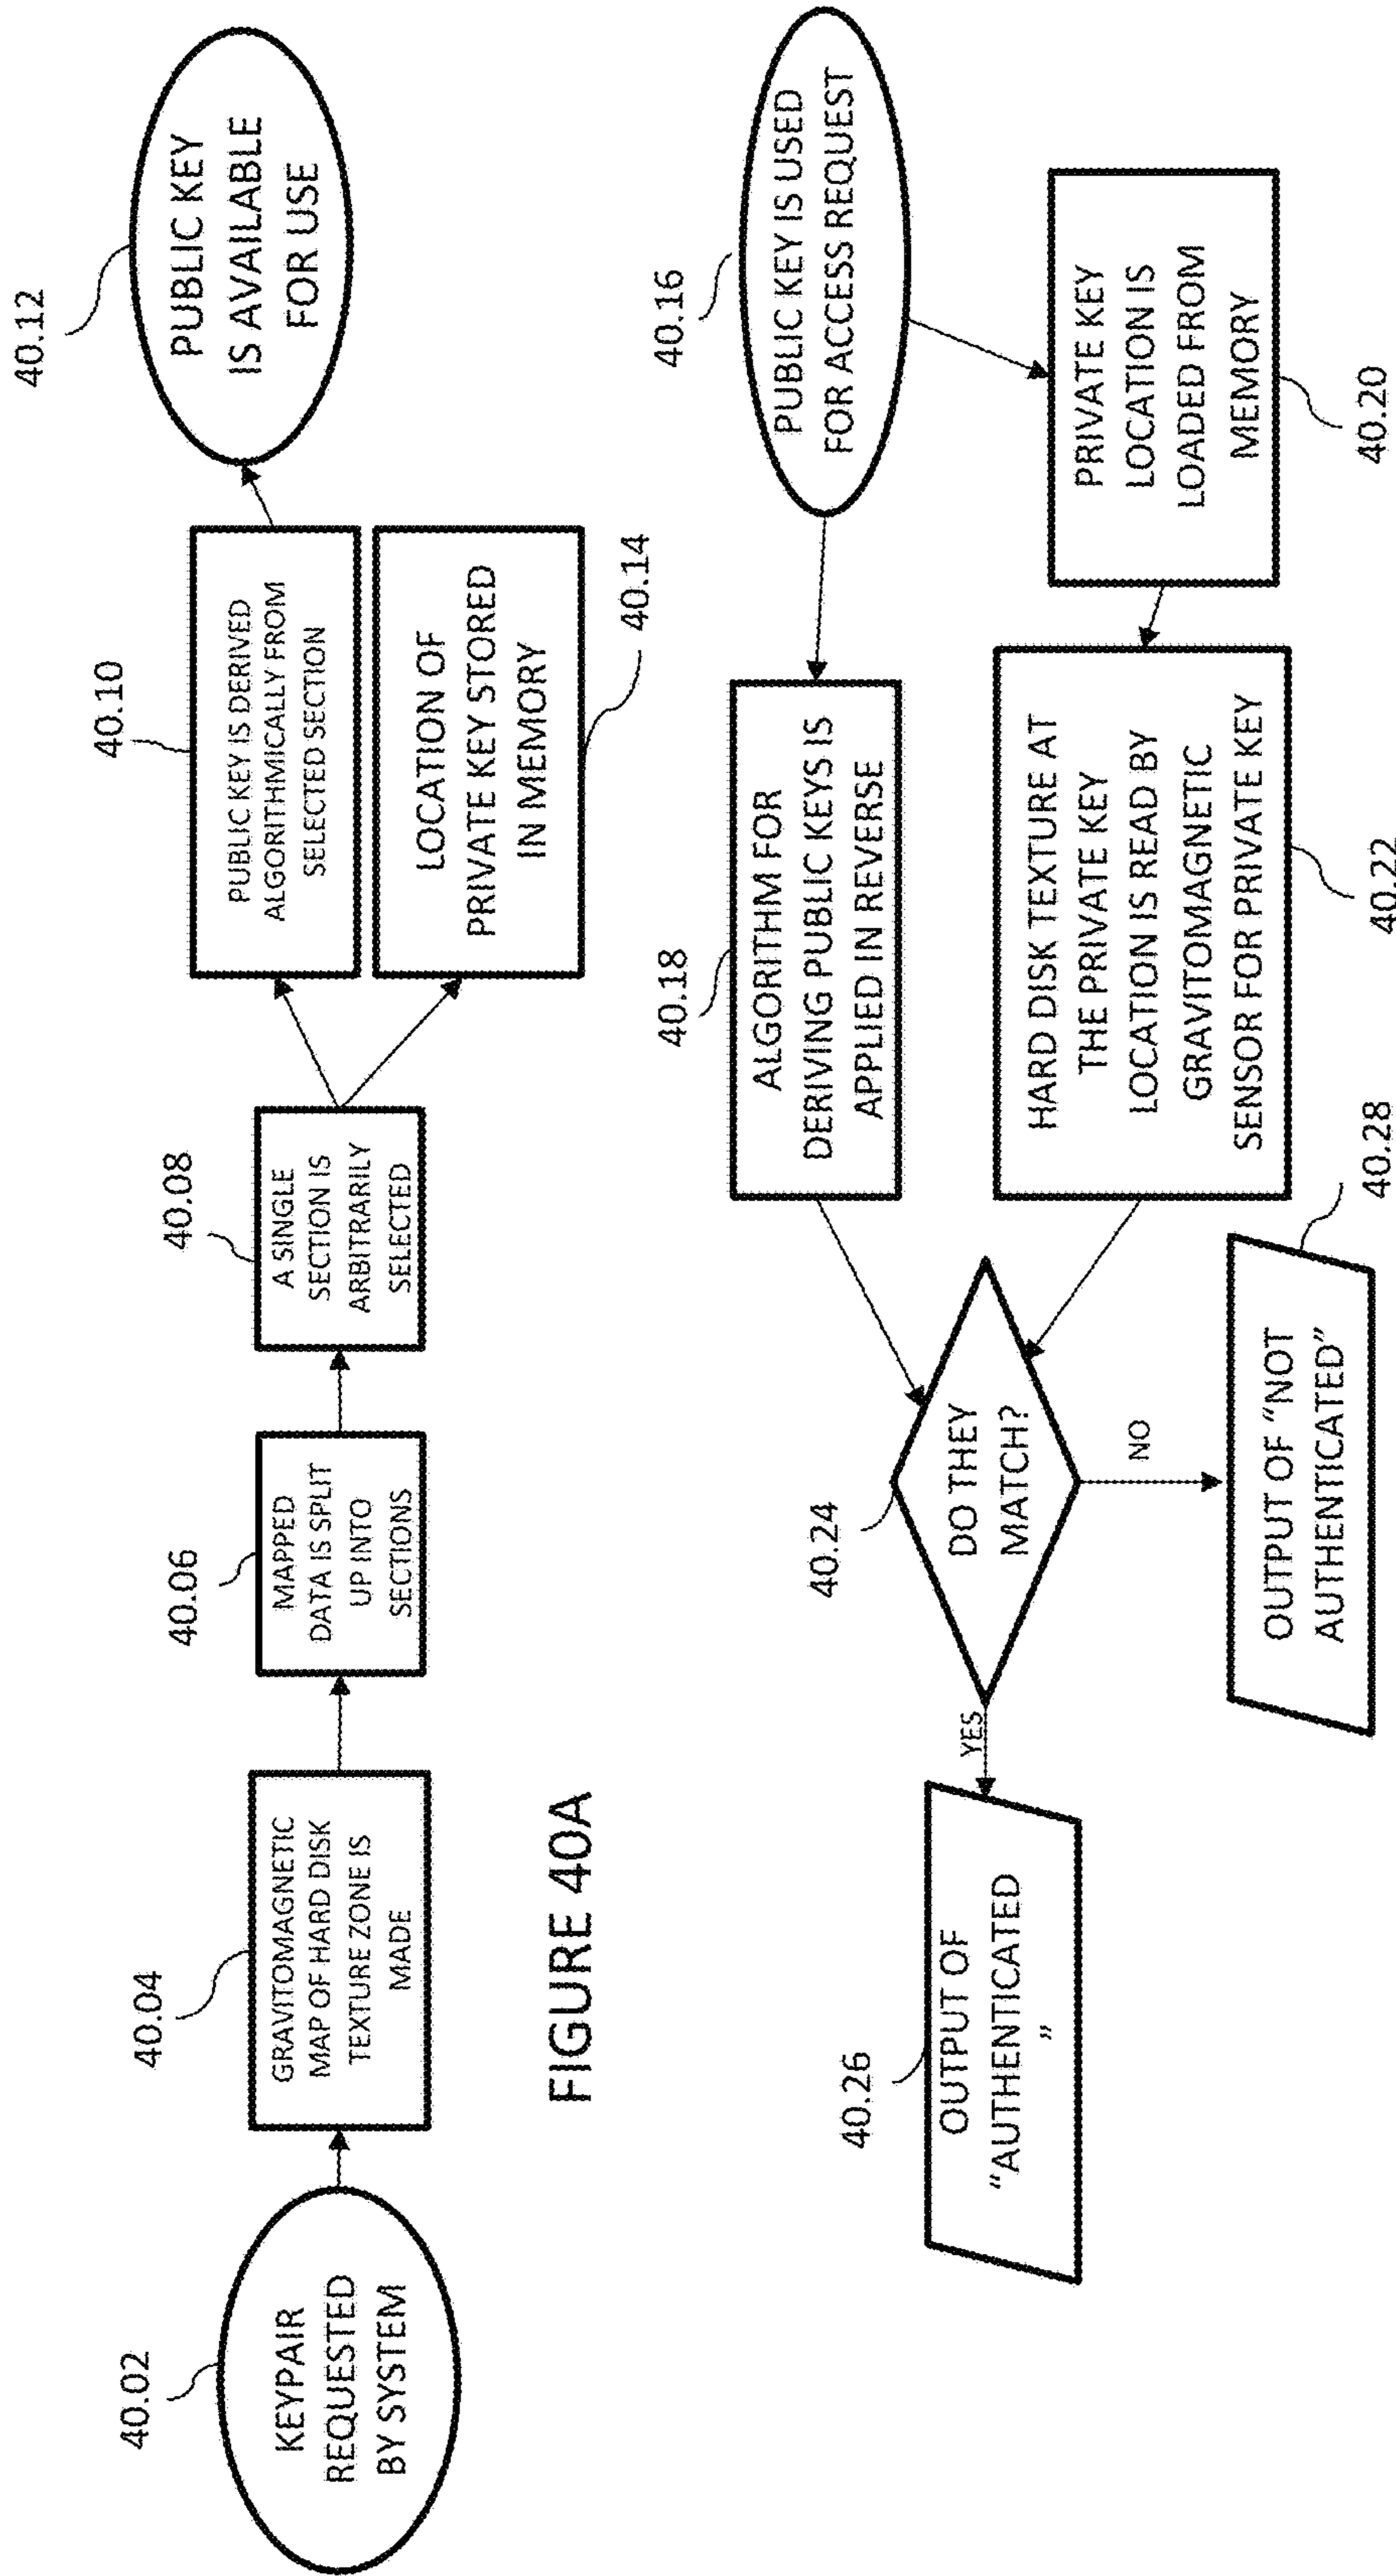 40.02
KEYPAIR
REQUESTED
BY SYSTEM
40.04
GRAVITOMAGNETIC
MAP OF HARD DISK
TEXTURE ZONE IS
MADE
40.06
MAPPED
DATA IS SPLIT
UP INTO
SECTIONS
40.08
A SINGLE
SECTION IS
ARBITRARILY
SELECTED
40.10
PUBLIC KEY IS DERIVED
ALGORITHMICALLY FROM
SELECTED SECTION
40.12
PUBLIC KEY
IS AVAILABLE
FOR USE
LOCATION OF
PRIVATE KEY STORED
IN MEMORY
40.14
FIGURE 40A
40.16
PUBLIC KEY IS USED
FOR ACCESS REQUEST
40.18
ALGORITHM FOR
DERIVING PUBLIC KEYS IS
APPLIED IN REVERSE
PRIVATE KEY
LOCATION IS
LOADED FROM
MEMORY
40.20
HARD DISK TEXTURE AT
THE PRIVATE KEY
LOCATION IS READ BY
GRAVITOMAGNETIC
SENSOR FOR PRIVATE KEY
40.22
40.24
DO THEY
MATCH?
YES
NO
40.26
OUTPUT OF
“AUTHENTICATED
”
40.28
OUTPUT OF “NOT
AUTHENTICATED”